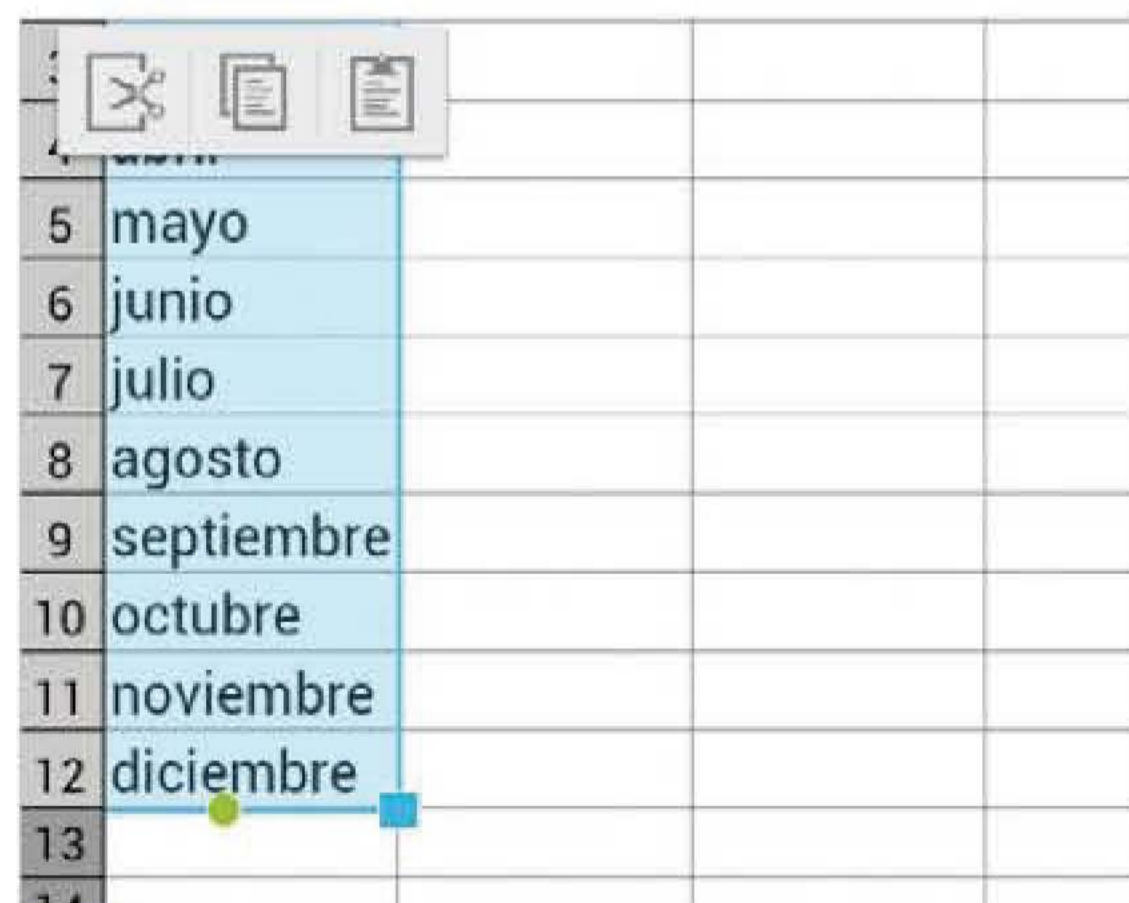 5 mayo
6 junio
7 julio
8 agosto
9 septiembre
10 octubre
11 noviembre
12 diciembre
13